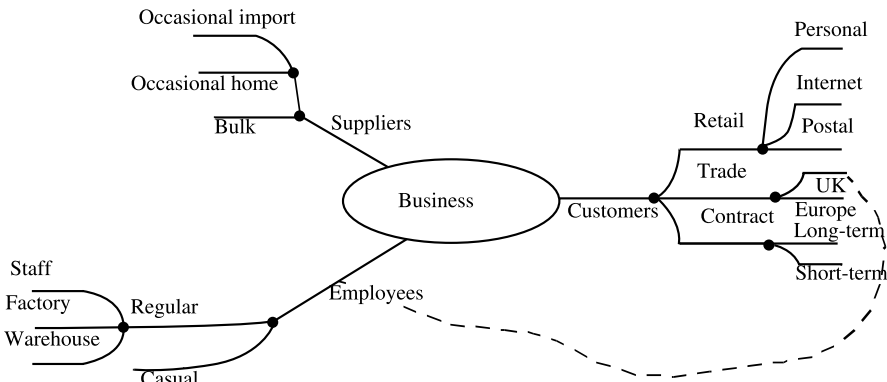 Occasional import
Personal
Occasional home
Internet
Bulk
Suppliers
Retail
Postal
Trade
UK
Business
Customers
Contract
Europe
Long-term
Short-term
Staff
Employees
Factory
Regular
Warehouse
Casual